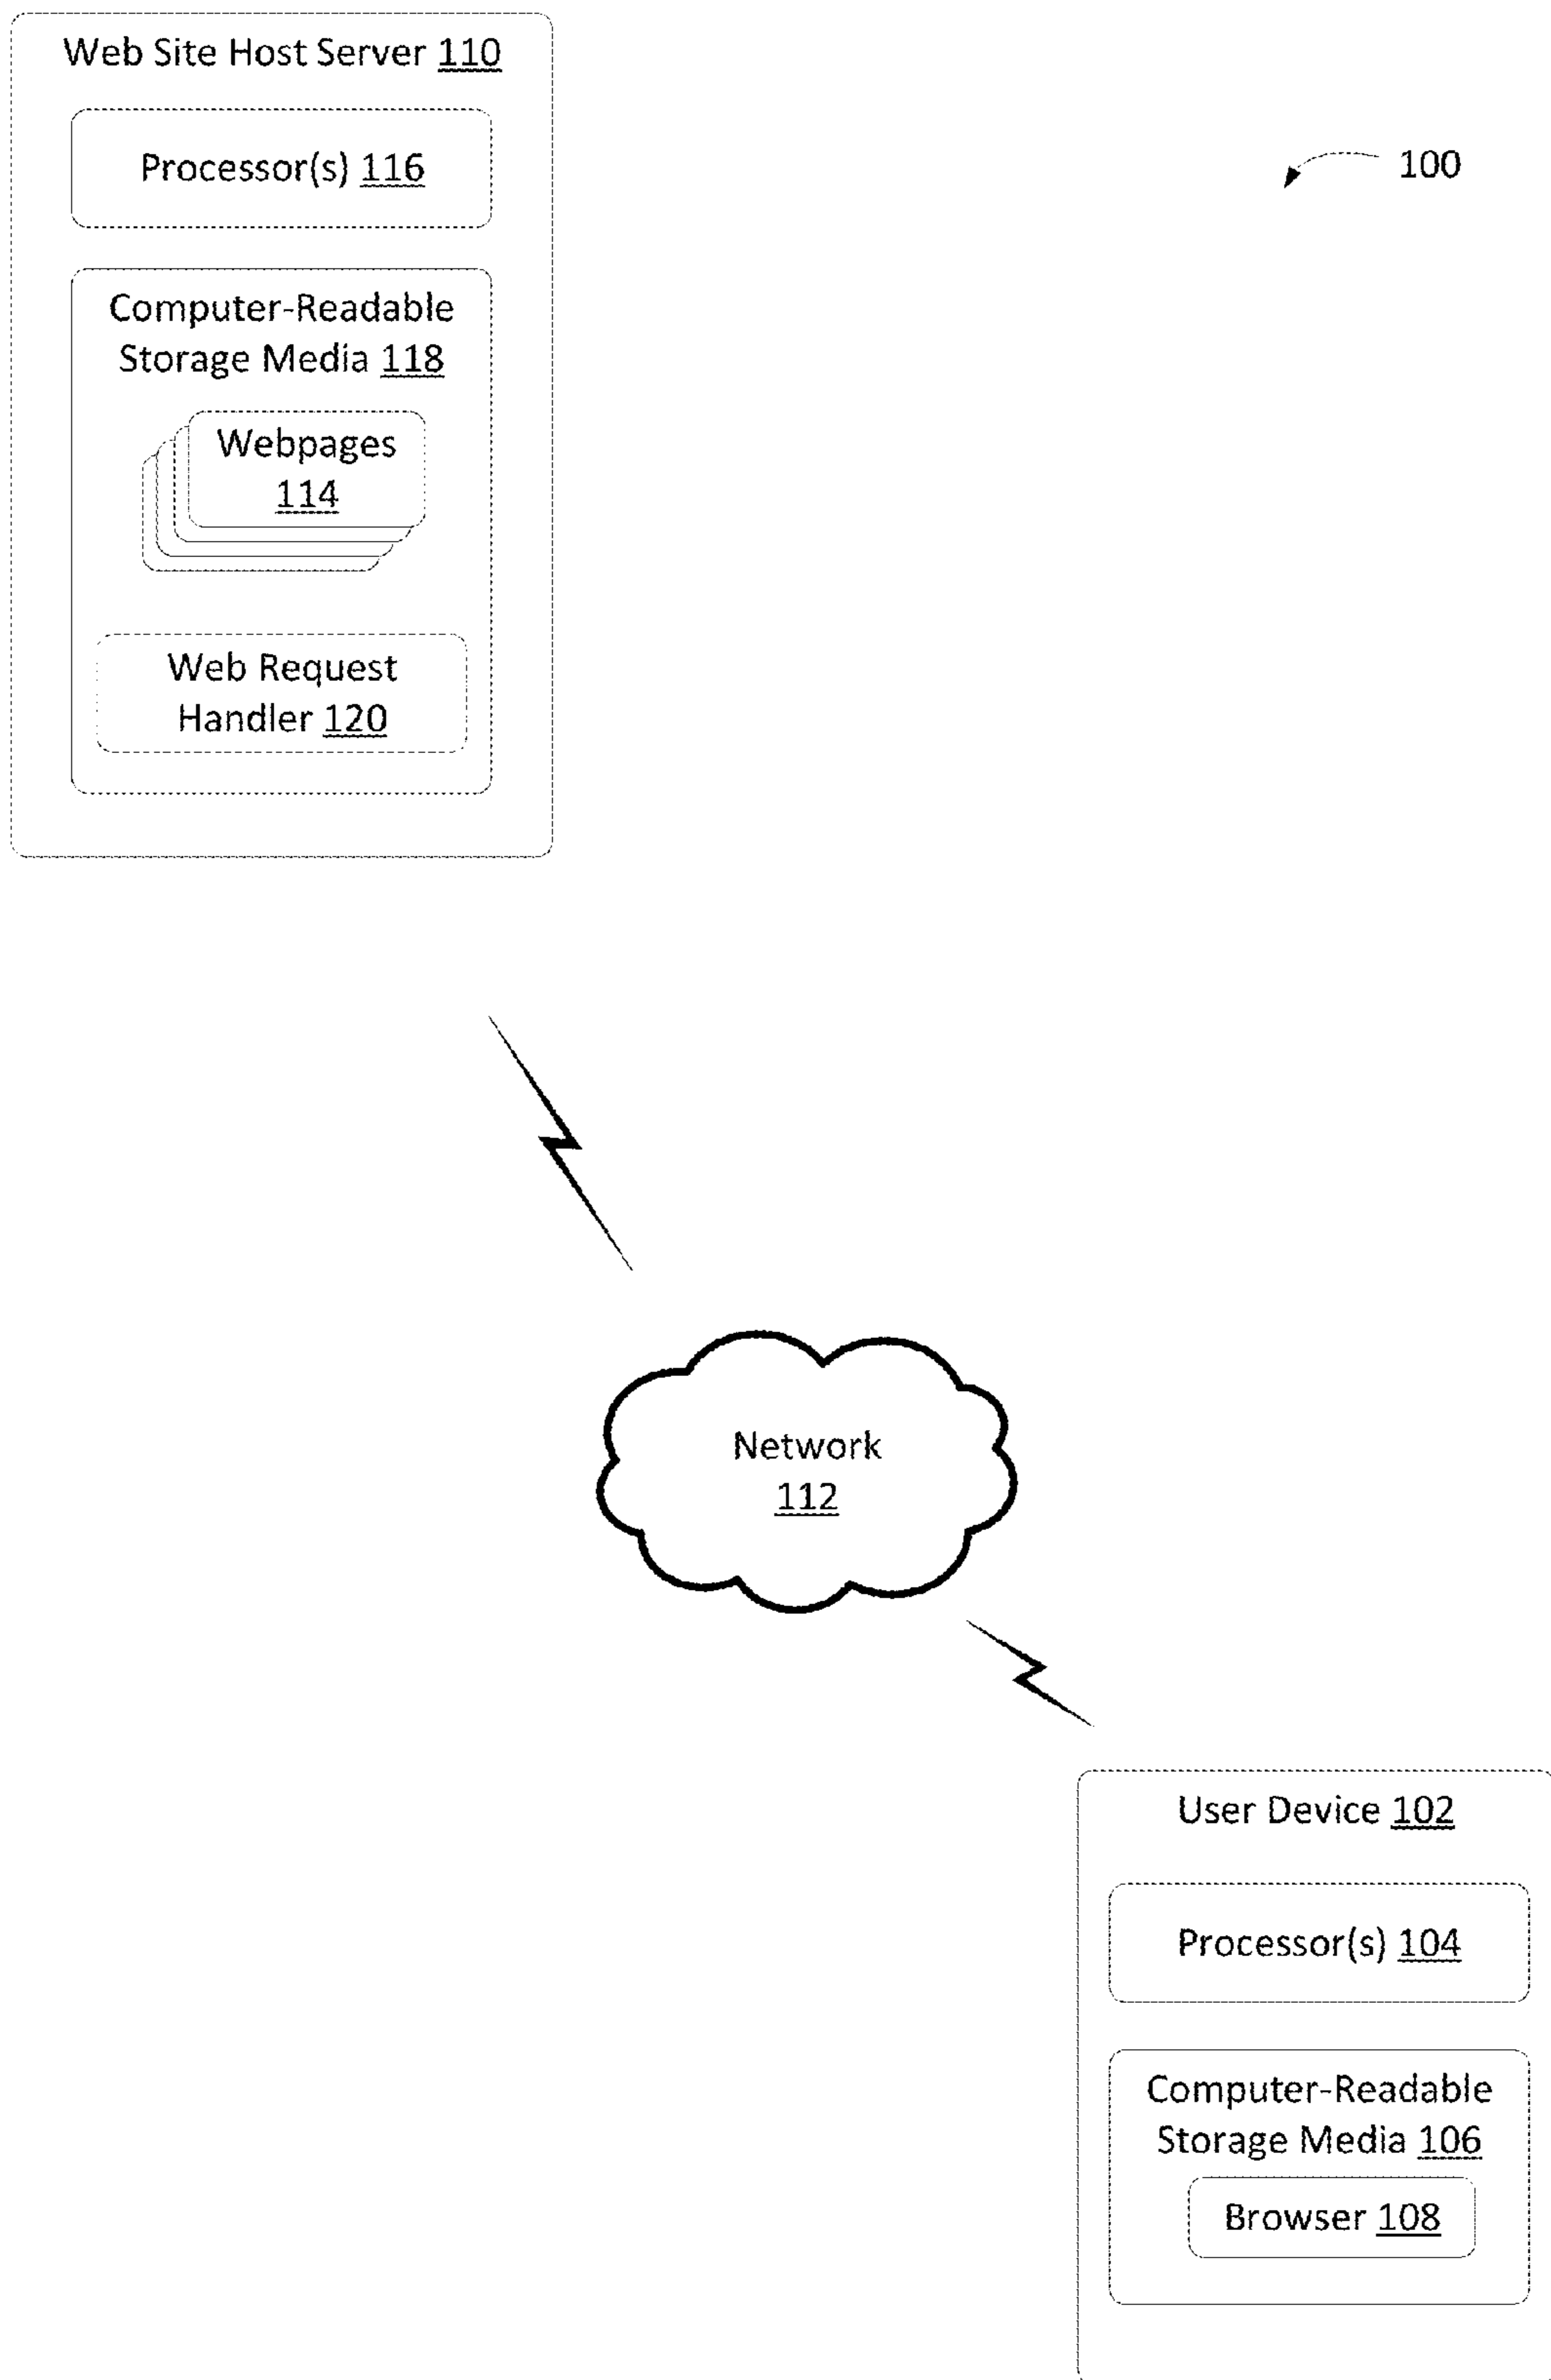 Web Site Host Server 110
Processor(s) 116
100
Computer-Readable
Storage Media 118
Webpages
114
Web Request
Handler 120
Network
112
User Device 102
Processor(s) 104
Computer-Readable
Storage Media 106
Browser 108